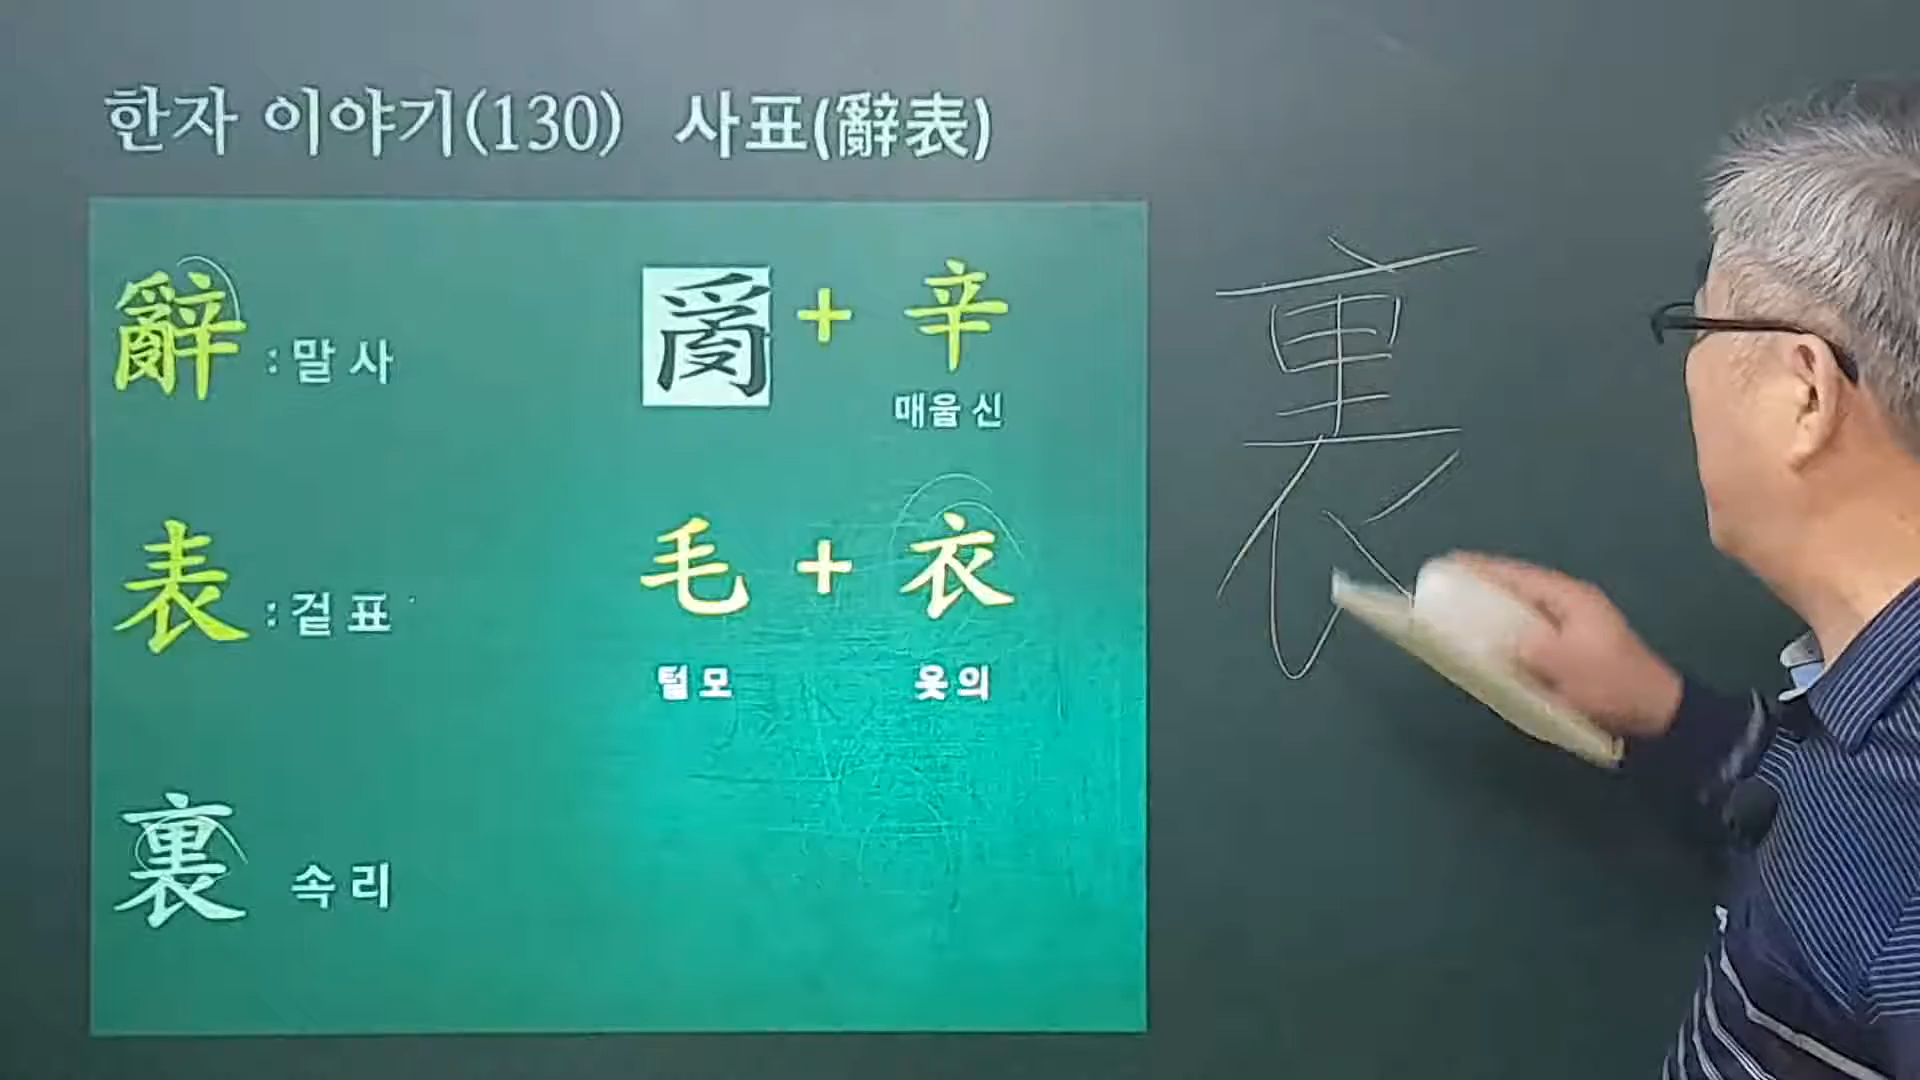 한자 이야기(130) 사표(辭表)
辭 : 말 사 𤔔 + 辛
매울 신
表 : 겉 표 毛 + 衣
털 모 옷 의
裏 속 리
裏